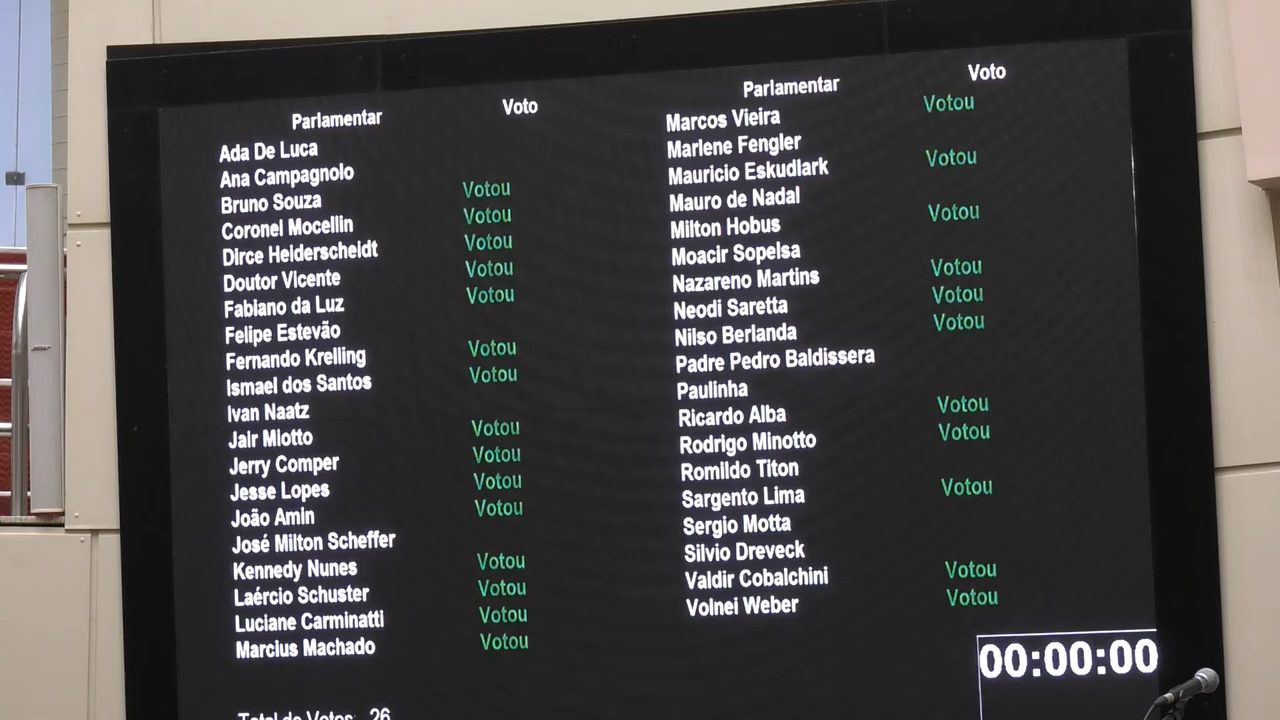 Parlamentar Voto
Ada De Luca
Ana Campagnolo
Bruno Souza Votou
Coronel Mocellin Votou
Dirce Heiderscheidt Votou
Doutor Vicente Votou
Fabiano da Luz Votou
Felipe Estevão
Fernando Krelling Votou
Ismael dos Santos Votou
Ivan Naatz
Jair Miotto Votou
Jerry Comper Votou
Jesse Lopes Votou
João Amin Votou
José Milton Scheffer
Kennedy Nunes Votou
Laércio Schuster Votou
Luciane Carminatti Votou
Marcius Machado Votou
Total de Votos: 26
Parlamentar Voto
Marcos Vieira Votou
Marlene Fengler
Mauricio Eskudlark Votou
Mauro de Nadal
Milton Hobus Votou
Moacir Sopelsa
Nazareno Martins Votou
Neodi Saretta Votou
Nilso Berlanda Votou
Padre Pedro Baldissera
Paulinha
Ricardo Alba Votou
Rodrigo Minotto Votou
Romildo Titon
Sargento Lima Votou
Sergio Motta
Silvio Dreveck
Valdir Cobalchini Votou
Volnei Weber Votou
00:00:00